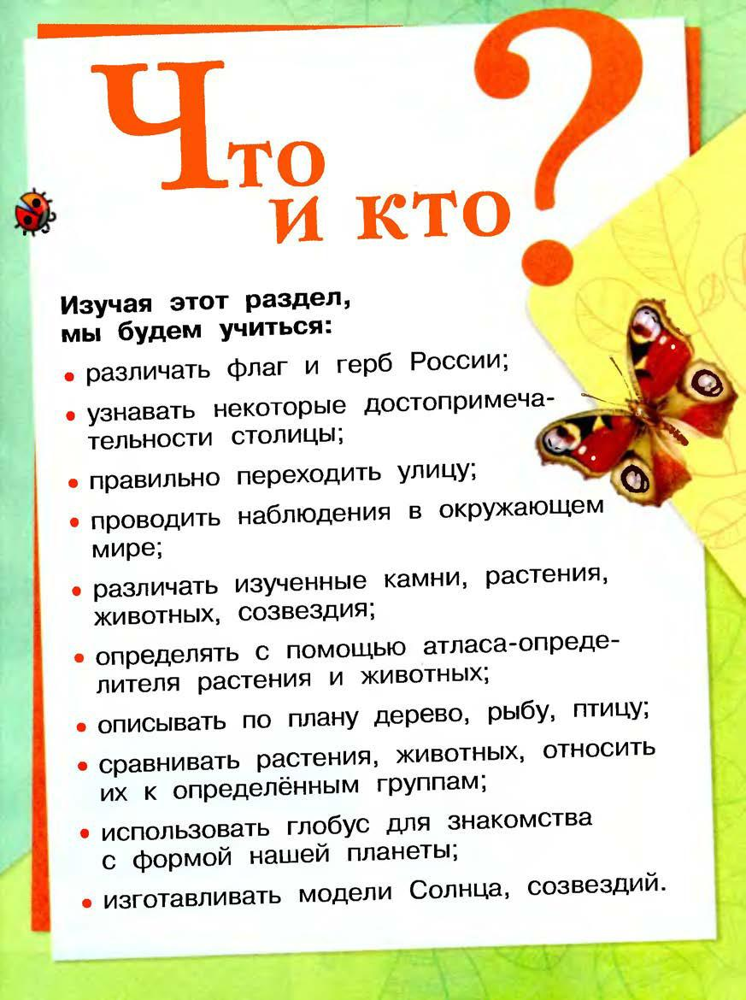 Что
и кто?
Изучая этот раздел,
мы будем учиться:
• различать флаг и герб России;
• узнавать некоторые достопримеча-
тельности столицы;
• правильно переходить улицу;
• проводить наблюдения в окружающем
мире;
• различать изученные камни, растения,
животных, созвездия;
• определять с помощью атласа-опреде-
лителя растения и животных;
• описывать по плану дерево, рыбу, птицу;
• сравнивать растения, животных, относить
их к определённым группам;
• использовать глобус для знакомства
с формой нашей планеты;
• изготавливать модели Солнца, созвездий.